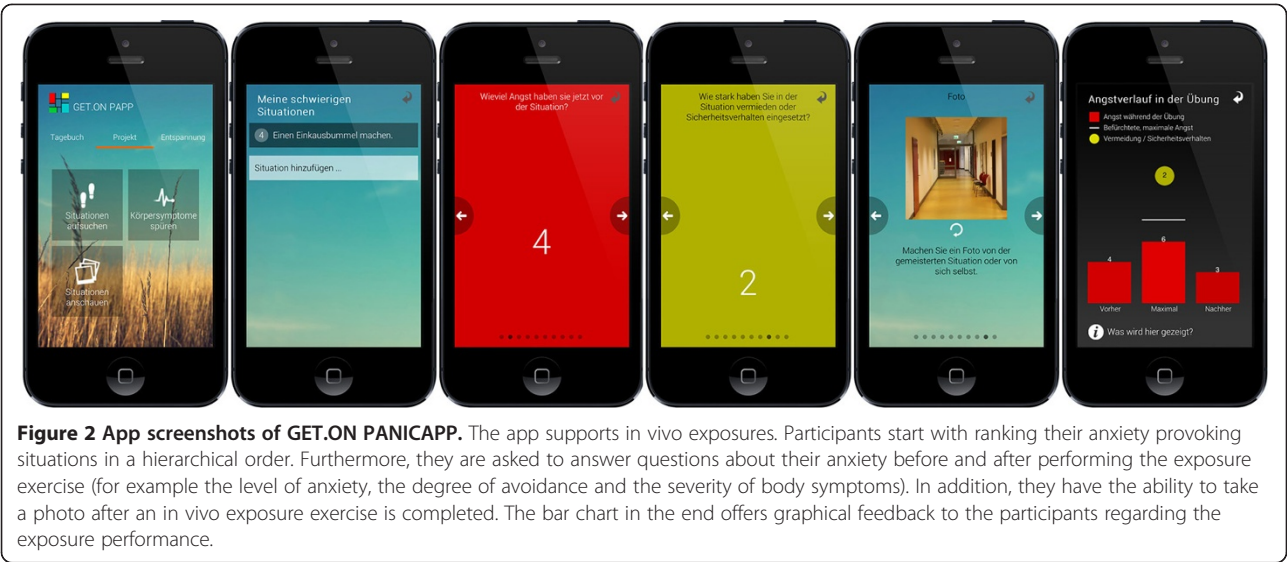 GET.ON PAPP
Tagebuch Projekt Entspannung
Situationen
aufsuchen
Körpersymptome
spüren
Situationen
anschauen
Meine schwierigen
Situationen
4 Einen Einkausbummel machen.
Situation hinzufügen ...
Wieviel Angst haben sie jetzt vor
der Situation?
4
Wie stark haben Sie in der
Situation vermieden oder
Sicherheitsverhalten eingesetzt?
2
Foto
Machen Sie ein Foto von der
gemeisterten Situation oder von
sich selbst.
Angstverlauf in der Übung
Angst während der Übung
Befürchtete, maximale Angst
Vermeidung / Sicherheitsverhalten
2
4
6
3
Vorher Maximal Nachher
i Was wird hier gezeigt?
Figure 2 App screenshots of GET.ON PANICAPP. The app supports in vivo exposures. Participants start with ranking their anxiety provoking
situations in a hierarchical order. Furthermore, they are asked to answer questions about their anxiety before and after performing the exposure
exercise (for example the level of anxiety, the degree of avoidance and the severity of body symptoms). In addition, they have the ability to take
a photo after an in vivo exposure exercise is completed. The bar chart in the end offers graphical feedback to the participants regarding the
exposure performance.